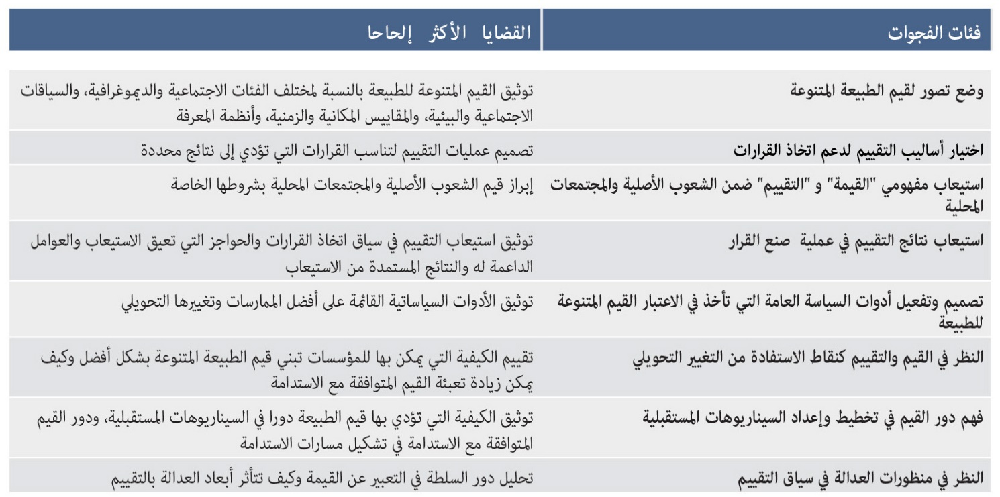 فئات الفجوات
القضايا الأكثر إلحاحا
وضع تصور لقيم الطبيعة المتنوعة
توثيق القيم المتنوعة للطبيعة بالنسبة لمختلف الفئات الاجتماعية والديموغرافية، والسياقات
الاجتماعية والبيئية، والمقاييس المكانية والزمنية، وأنظمة المعرفة
اختيار أساليب التقييم لدعم اتخاذ القرارات
تصميم عمليات التقييم لتناسب القرارات التي تؤدي إلى نتائج محددة
استيعاب مفهومي "القيمة" و "التقييم" ضمن الشعوب الأصلية والمجتمعات
المحلية
إبراز قيم الشعوب الأصلية والمجتمعات المحلية بشروطها الخاصة
استيعاب نتائج التقييم في عملية صنع القرار
توثيق استيعاب التقييم في سياق اتخاذ القرارات والحواجز التي تعيق الاستيعاب والعوامل
الداعمة له والنتائج المستمدة من الاستيعاب
تصميم وتفعيل أدوات السياسة العامة التي تأخذ في الاعتبار القيم المتنوعة
للطبيعة
توثيق الأدوات السياساتية القائمة على أفضل الممارسات وتغييرها التحويلي
النظر في القيم والتقييم كنقاط الاستفادة من التغيير التحويلي
تقييم الكيفية التي يمكن بها للمؤسسات تبني قيم الطبيعة المتنوعة بشكل أفضل وكيف
يمكن زيادة تعبئة القيم المتوافقة مع الاستدامة
فهم دور القيم في تخطيط وإعداد السيناريوهات المستقبلية
توثيق الكيفية التي تؤدي بها قيم الطبيعة دورا في السيناريوهات المستقبلية، ودور القيم
المتوافقة مع الاستدامة في تشكيل مسارات الاستدامة
النظر في منظورات العدالة في سياق التقييم
تحليل دور السلطة في التعبير عن القيمة وكيف تتأثر أبعاد العدالة بالتقييم